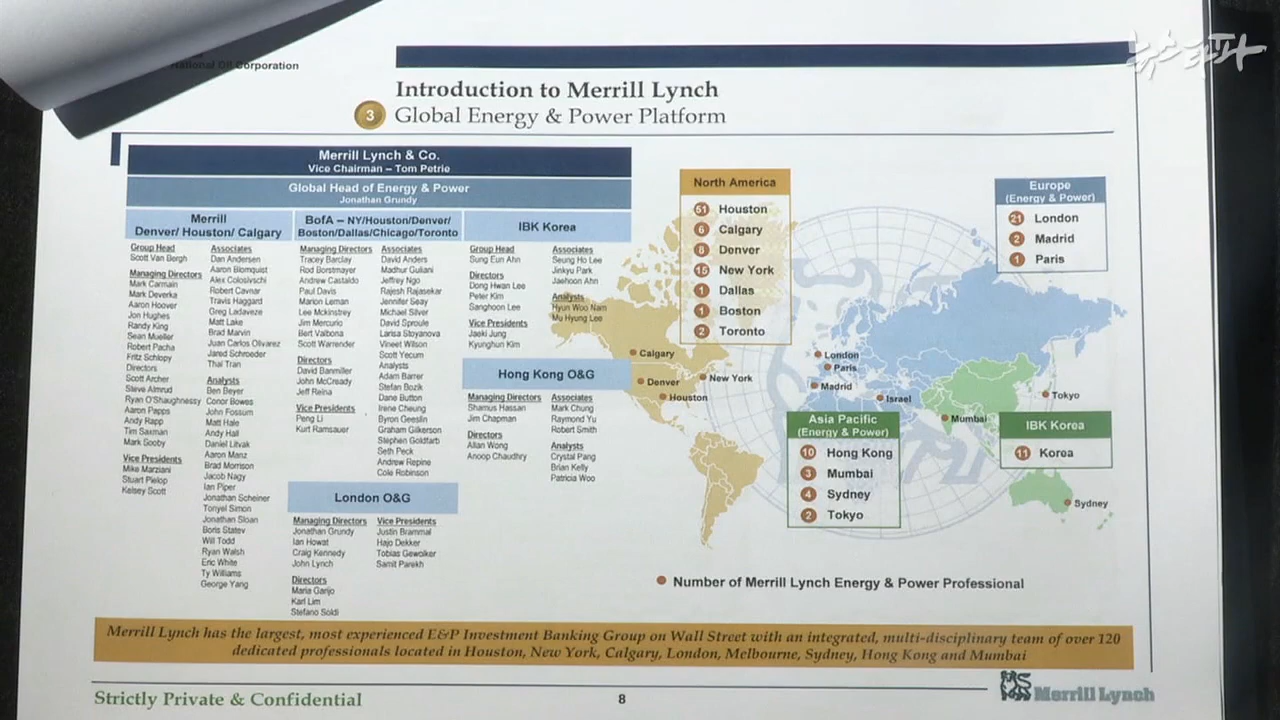 뉴스타파
National Oil Corporation
Introduction to Merrill Lynch
3
Global Energy & Power Platform
Merrill Lynch & Co.
Vice Chairman – Tom Petrie
Global Head of Energy & Power
Jonathan Grundy
Merrill
Denver/ Houston/ Calgary
Group Head
Scott Van Bergh
Managing Directors
Mark Carmain
Mark Deverka
Aaron Hoover
Jon Hughes
Randy King
Sean Mueller
Robert Pacha
Fritz Schlopy
Directors
Scott Archer
Steve Almrud
Ryan O'Shaughnessy
Aaron Papps
Andy Rapp
Tim Saxman
Mark Sooby
Vice Presidents
Mike Marziani
Stuart Pielop
Kelsey Scott
Associates
Dan Andersen
Aaron Blomquist
Alex Colosivschi
Robert Cavnar
Travis Haggard
Greg Ladaveze
Matt Lake
Brad Marvin
Juan Carlos Olivarez
Jared Schroeder
Thai Tran
Analysts
Ben Beyer
Conor Bowes
John Fossum
Matt Hale
Andy Hall
Daniel Litvak
Aaron Manz
Brad Morrison
Jacob Nagy
Ian Piper
Jonathan Scheiner
Tonyel Simon
Jonathan Sloan
Boris Statev
Will Todd
Ryan Walsh
Eric White
Ty Williams
George Yang
BofA – NY/Houston/Denver/
Boston/Dallas/Chicago/Toronto
Managing Directors
Tracey Barclay
Rod Borstmayer
Andrew Castaldo
Paul Davis
Marion Leman
Lee Mckinstrey
Jim Mercurio
Bert Valbona
Scott Warrender
Directors
David Banmiller
John McCready
Jeff Reina
Vice Presidents
Peng Li
Kurt Ramsauer
Associates
David Anders
Madhur Guliani
Jeffrey Ngo
Rajesh Rajasekar
Jennifer Seay
Michael Silver
David Sproule
Larisa Stoyanova
Vineet Wilson
Scott Yecum
Analysts
Adam Barrer
Stefan Bozik
Dane Button
Irene Cheung
Byron Geeslin
Graham Gilkerson
Stephen Goldfarb
Seth Peck
Andrew Repine
Cole Robinson
IBK Korea
Group Head
Sung Eun Ahn
Directors
Dong Hwan Lee
Peter Kim
Sanghoon Lee
Vice Presidents
Jaeki Jung
Kyunghun Kim
Associates
Seung Ho Lee
Jinkyu Park
Jaehoon Ahn
Analysts
Hyun Woo Nam
Mu Hyung Lee
Hong Kong O&G
Managing Directors
Shamus Hassan
Jim Chapman
Directors
Allan Wong
Anoop Chaudhry
Associates
Mark Chung
Raymond Yu
Robert Smith
Analysts
Crystal Pang
Brian Kelly
Patricia Woo
London O&G
Managing Directors
Jonathan Grundy
Ian Howat
Craig Kennedy
John Lynch
Directors
Maria Garijo
Karl Lim
Stefano Soldi
Vice Presidents
Justin Brammal
Hajo Dekker
Tobias Gewolker
Samit Parekh
North America
51 Houston
6 Calgary
8 Denver
15 New York
1 Dallas
1 Boston
2 Toronto
Europe
(Energy & Power)
21 London
2 Madrid
1 Paris
Calgary
Denver
New York
Houston
London
Paris
Madrid
Israel
Mumbai
Tokyo
Sydney
Asia Pacific
(Energy & Power)
10 Hong Kong
3 Mumbai
4 Sydney
2 Tokyo
IBK Korea
11 Korea
Number of Merrill Lynch Energy & Power Professional
Merrill Lynch has the largest, most experienced E&P Investment Banking Group on Wall Street with an integrated, multi-disciplinary team of over 120
dedicated professionals located in Houston, New York, Calgary, London, Melbourne, Sydney, Hong Kong and Mumbai
Strictly Private & Confidential
8
Merrill Lynch